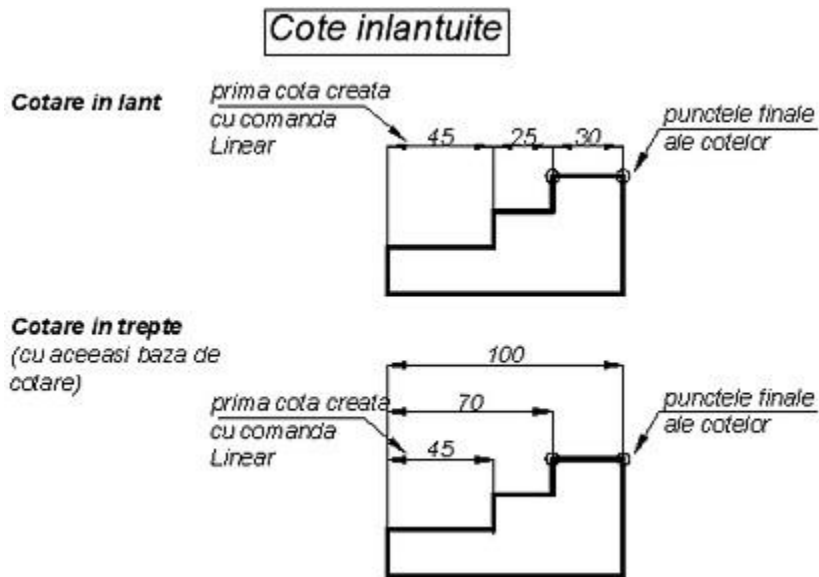 Cote inlantuite
Cotare in lant
prima cota creata
cu comanda
Linear
45 25 30
punctele finale
ale cotelor
Cotare in trepte
(cu aceeasi baza de
cotare)
100
prima cota creata
cu comanda
Linear
70
45
punctele finale
ale cotelor